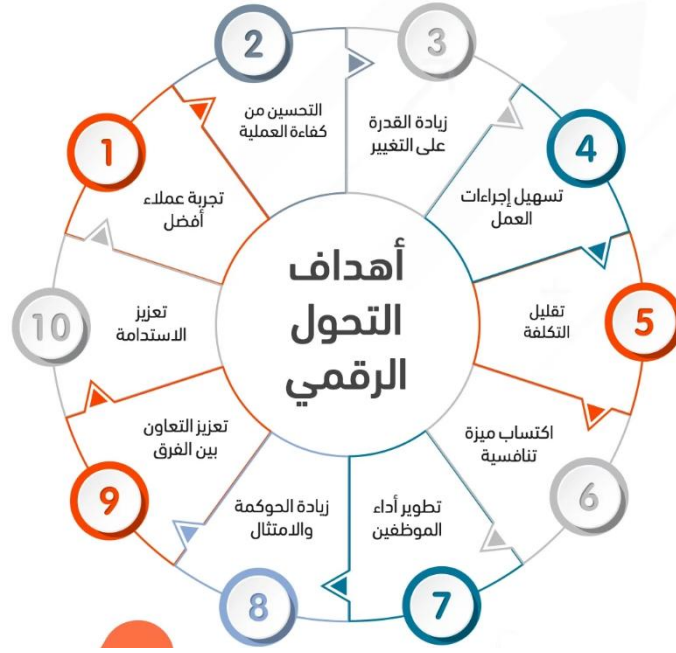 أهداف
التحول
الرقمي
1
تجربة عملاء
أفضل
2
التحسين من
كفاءة العملية
3
زيادة القدرة
على التغيير
4
تسهيل إجراءات
العمل
5
تقليل
التكلفة
6
اكتساب ميزة
تنافسية
7
تطوير أداء
الموظفين
8
زيادة الحوكمة
والامتثال
9
تعزيز التعاون
بين الفرق
10
تعزيز
الاستدامة